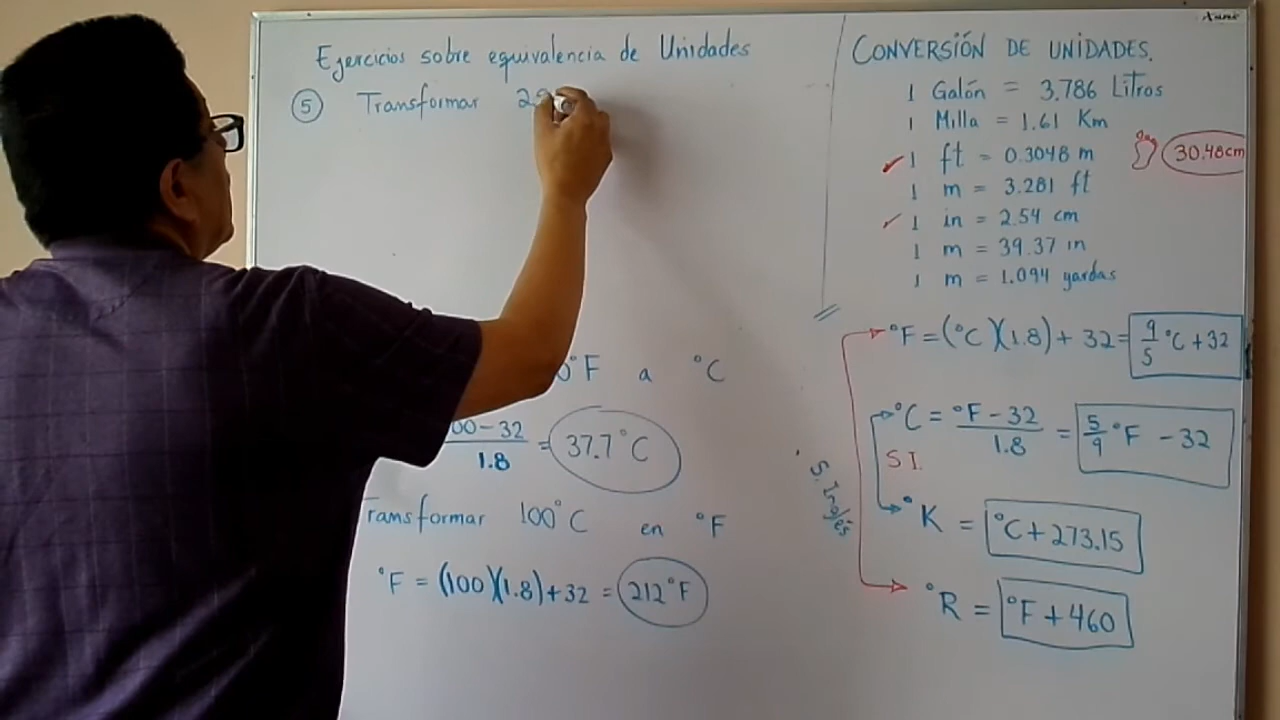 Ejercicios sobre equivalencia de Unidades
5 Transformar
0°F a °C
00-32 / 1.8 = 37.7°C
Transformar 100°C en °F
°F = (100)(1.8)+32 = 212°F
CONVERSIÓN DE UNIDADES.
1 Galón = 3.786 Litros
1 Milla = 1.61 Km
✓ 1 ft = 0.3048 m 30.48cm
1 m = 3.281 ft
✓ 1 in = 2.54 cm
1 m = 39.37 in
1 m = 1.094 yardas
°F = (°C)(1.8) + 32 = 9/5 °C + 32
°C = °F - 32 / 1.8 = 5/9 °F - 32
S I.
S. Inglés
°K = °C + 273.15
°R = °F + 460